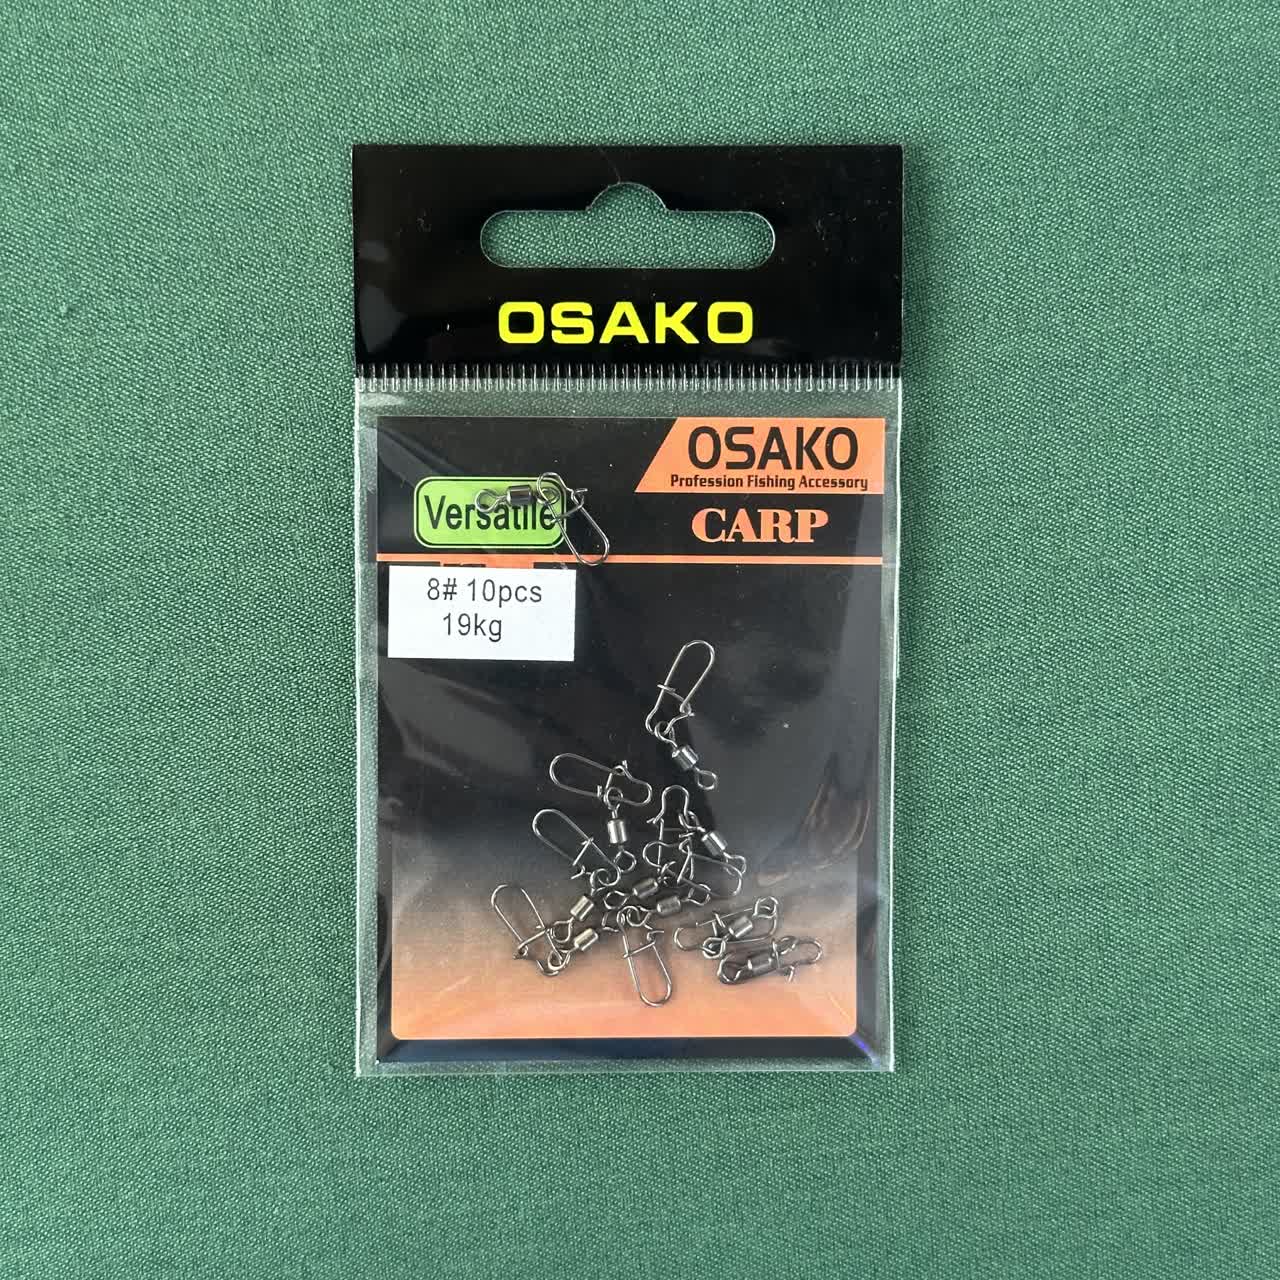 OSAKO
OSAKO
Profession Fishing Accessory
Versatile
CARP
8# 10pcs
19kg